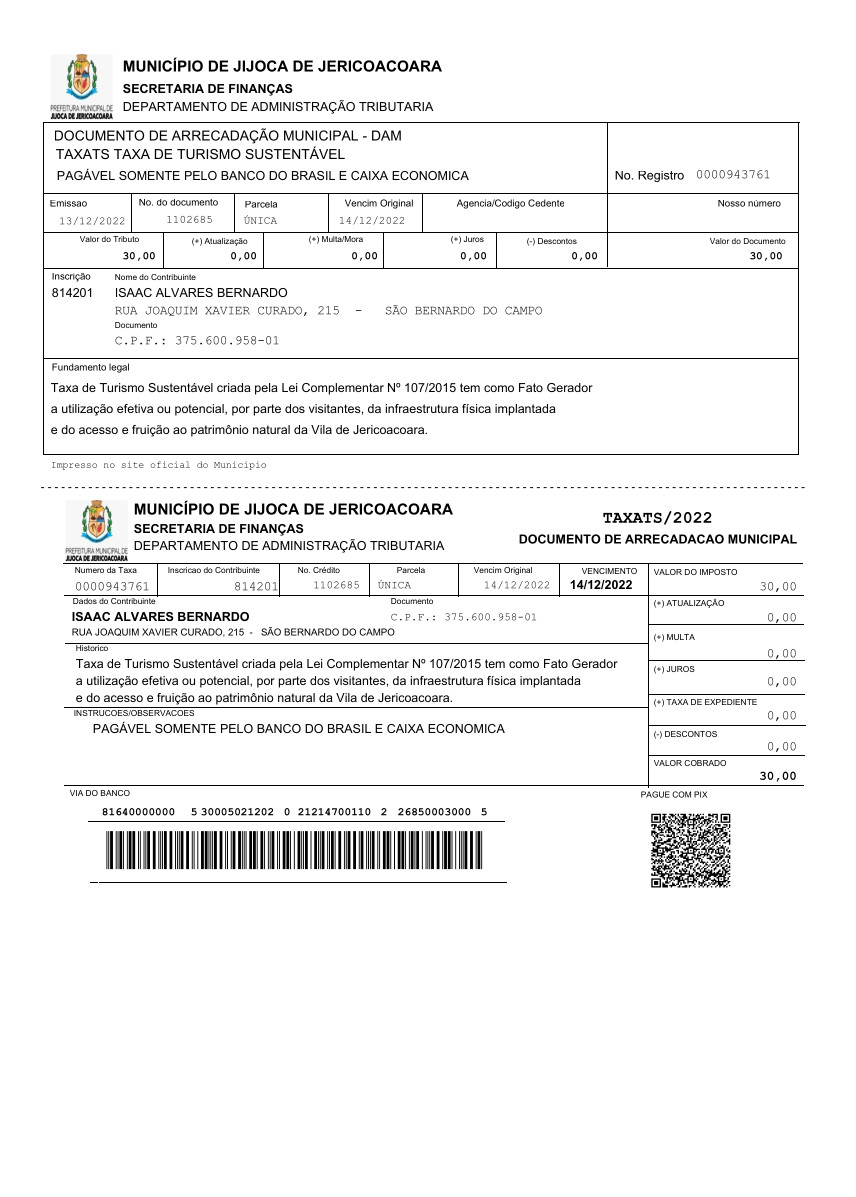 MUNICÍPIO DE JIJOCA DE JERICOACOARA
SECRETARIA DE FINANÇAS
DEPARTAMENTO DE ADMINISTRAÇÃO TRIBUTARIA
PREFEITURA MUNICIPAL DE
JIJOCA DE JERICOACOARA
DOCUMENTO DE ARRECADAÇÃO MUNICIPAL - DAM
TAXATS TAXA DE TURISMO SUSTENTÁVEL
PAGÁVEL SOMENTE PELO BANCO DO BRASIL E CAIXA ECONOMICA
No. Registro 0000943761
Emissao No. do documento Parcela Vencim Original Agencia/Codigo Cedente Nosso número
13/12/2022 1102685 ÚNICA 14/12/2022
Valor do Tributo (+) Atualização (+) Multa/Mora (+) Juros (-) Descontos Valor do Documento
30,00 0,00 0,00 0,00 0,00 30,00
Inscrição Nome do Contribuinte
814201 ISAAC ALVARES BERNARDO
RUA JOAQUIM XAVIER CURADO, 215 - SÃO BERNARDO DO CAMPO
Documento
C.P.F.: 375.600.958-01
Fundamento legal
Taxa de Turismo Sustentável criada pela Lei Complementar Nº 107/2015 tem como Fato Gerador
a utilização efetiva ou potencial, por parte dos visitantes, da infraestrutura física implantada
e do acesso e fruição ao patrimônio natural da Vila de Jericoacoara.
Impresso no site oficial do Municipio
MUNICÍPIO DE JIJOCA DE JERICOACOARA
SECRETARIA DE FINANÇAS
DEPARTAMENTO DE ADMINISTRAÇÃO TRIBUTARIA
PREFEITURA MUNICIPAL DE
JIJOCA DE JERICOACOARA
TAXATS/2022
DOCUMENTO DE ARRECADACAO MUNICIPAL
Numero da Taxa Inscricao do Contribuinte No. Crédito Parcela Vencim Original VENCIMENTO VALOR DO IMPOSTO
0000943761 814201 1102685 ÚNICA 14/12/2022 14/12/2022 30,00
Dados do Contribuinte Documento (+) ATUALIZAÇÃO
ISAAC ALVARES BERNARDO C.P.F.: 375.600.958-01 0,00
RUA JOAQUIM XAVIER CURADO, 215 - SÃO BERNARDO DO CAMPO
(+) MULTA
0,00
Historico
Taxa de Turismo Sustentável criada pela Lei Complementar Nº 107/2015 tem como Fato Gerador
a utilização efetiva ou potencial, por parte dos visitantes, da infraestrutura física implantada
e do acesso e fruição ao patrimônio natural da Vila de Jericoacoara.
(+) JUROS
0,00
(+) TAXA DE EXPEDIENTE
0,00
INSTRUCOES/OBSERVACOES
PAGÁVEL SOMENTE PELO BANCO DO BRASIL E CAIXA ECONOMICA
(-) DESCONTOS
0,00
VALOR COBRADO
30,00
VIA DO BANCO PAGUE COM PIX
81640000000 5 30005021202 0 21214700110 2 26850003000 5